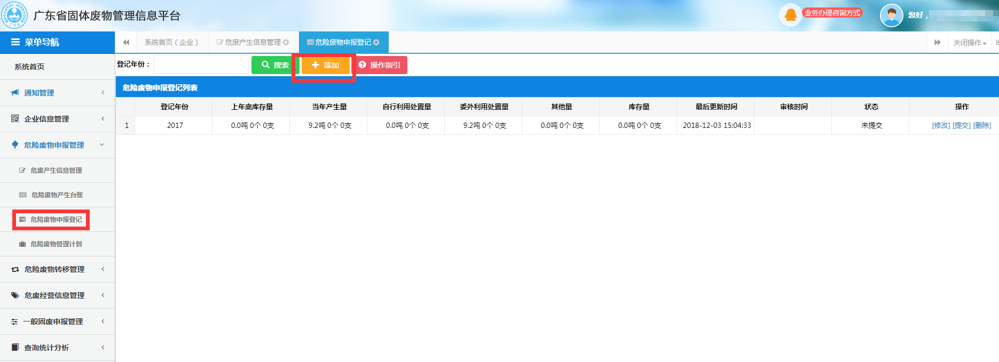 广东省固体废物管理信息平台
ZHB
业务办理咨询方式
您好，
菜单导航
系统首页（企业）
危废产生信息管理
危险废物申报登记
关闭操作
系统首页
通知管理
企业信息管理
危险废物申报管理
危废产生信息管理
危险废物产生台账
危险废物申报登记
危险废物管理计划
危险废物转移管理
危废经营信息管理
一般固废申报管理
查询统计分析
登记年份：
搜索
添加
操作指引
危险废物申报登记列表
登记年份 上年底库存量 当年产生量 自行利用处置量 委外利用处置量 其他量 库存量 最后更新时间 审核时间 状态 操作
1 2017 0.0吨 0个 0支 9.2吨 0个 0支 0.0吨 0个 0支 9.2吨 0个 0支 0.0吨 0个 0支 0.0吨 0个 0支 2018-12-03 15:04:33 未提交 [修改] [提交] [删除]